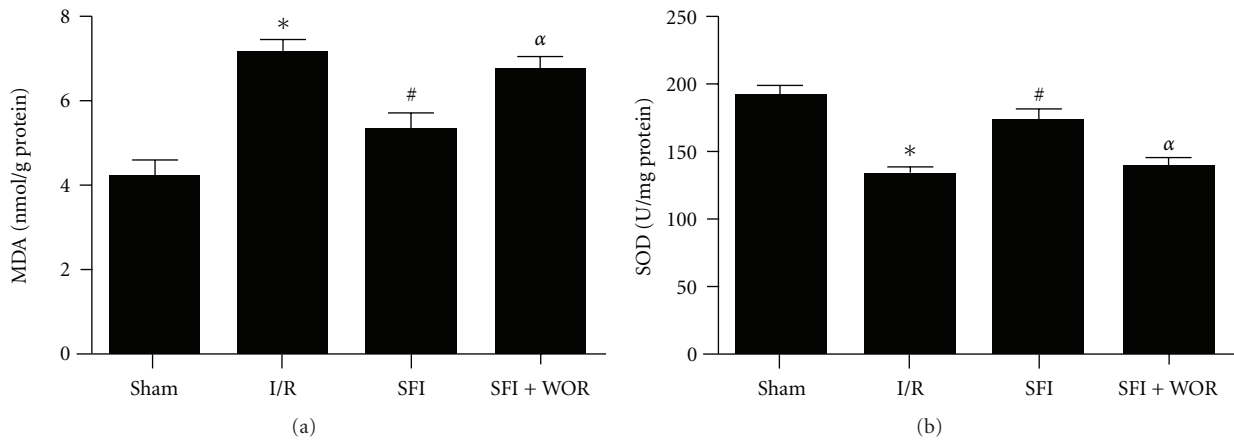 MDA (nmol/g protein)
8
6
4
2
0
*
#
α
Sham
I/R
SFI
SFI + WOR
(a)
SOD (U/mg protein)
250
200
150
100
50
0
*
#
α
Sham
I/R
SFI
SFI + WOR
(b)